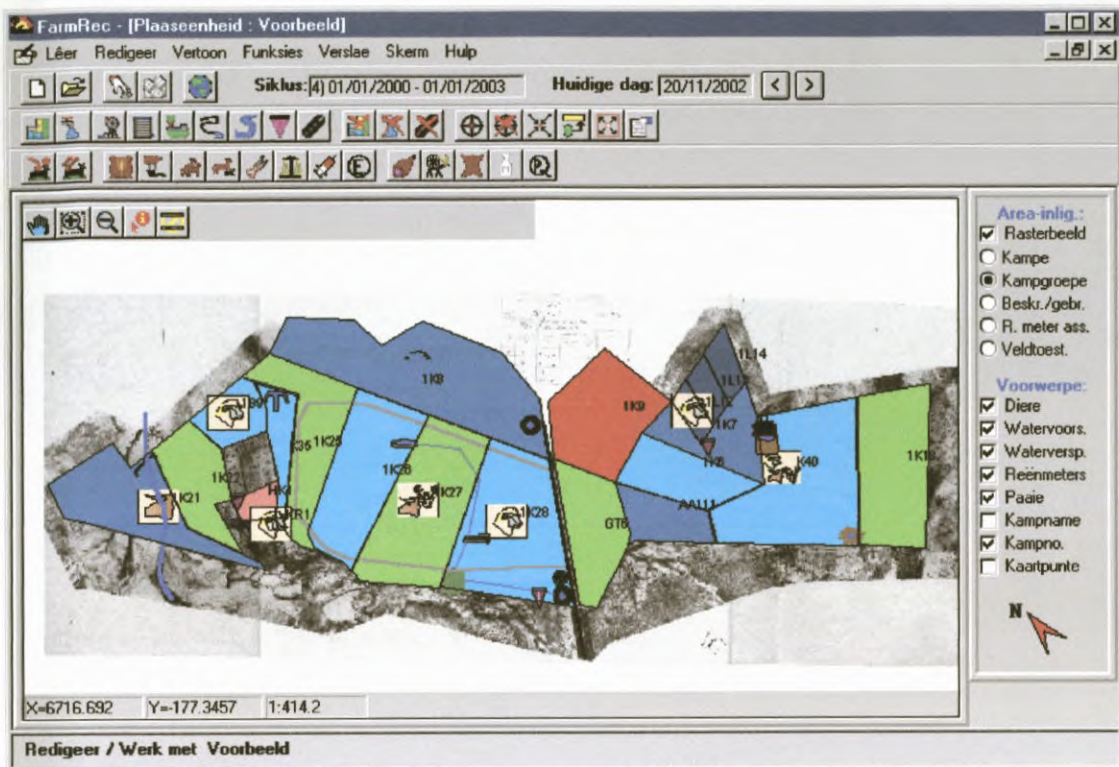 FarmRec - [Plaaseenheid : Voorbeeld]
Lêer Redigeer Vertoon Funksies Verslae Skerm Hulp
Siklus: 4) 01/01/2000 - 01/01/2003 Huidige dag: 20/11/2002 < >
Area-inlig.:
Rasterbeeld
Kampe
Kampgroepe
Beskr./gebr.
R. meter ass.
Veldtoest.
Voorwerpe:
Diere
Watervoors.
Waterversp.
Reënmeters
Paaie
Kampname
Kampno.
Kaartpunte
N
1L14
1K8
1K9
1K7
K40
1K25
1K26
1K22
1K21
1K27
1K28
GT6
AA111
X=6716.692 Y=-177.3457 1:414.2
Redigeer / Werk met Voorbeeld